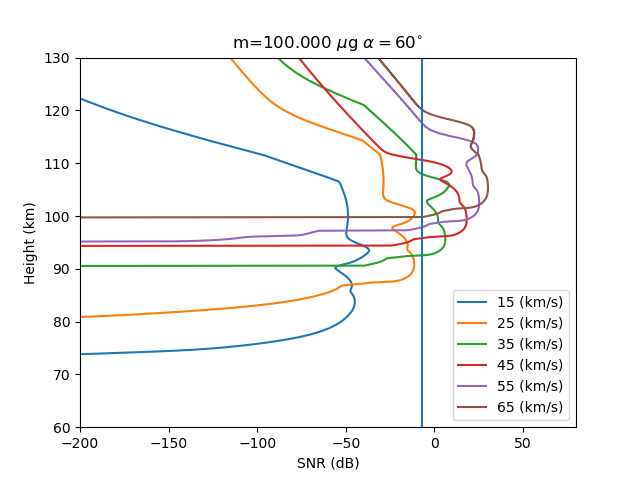 m=100.000 μg α = 60°
Height (km)
130
120
110
100
90
80
70
60
−200
−150
−100
−50
0
50
SNR (dB)
15 (km/s)
25 (km/s)
35 (km/s)
45 (km/s)
55 (km/s)
65 (km/s)